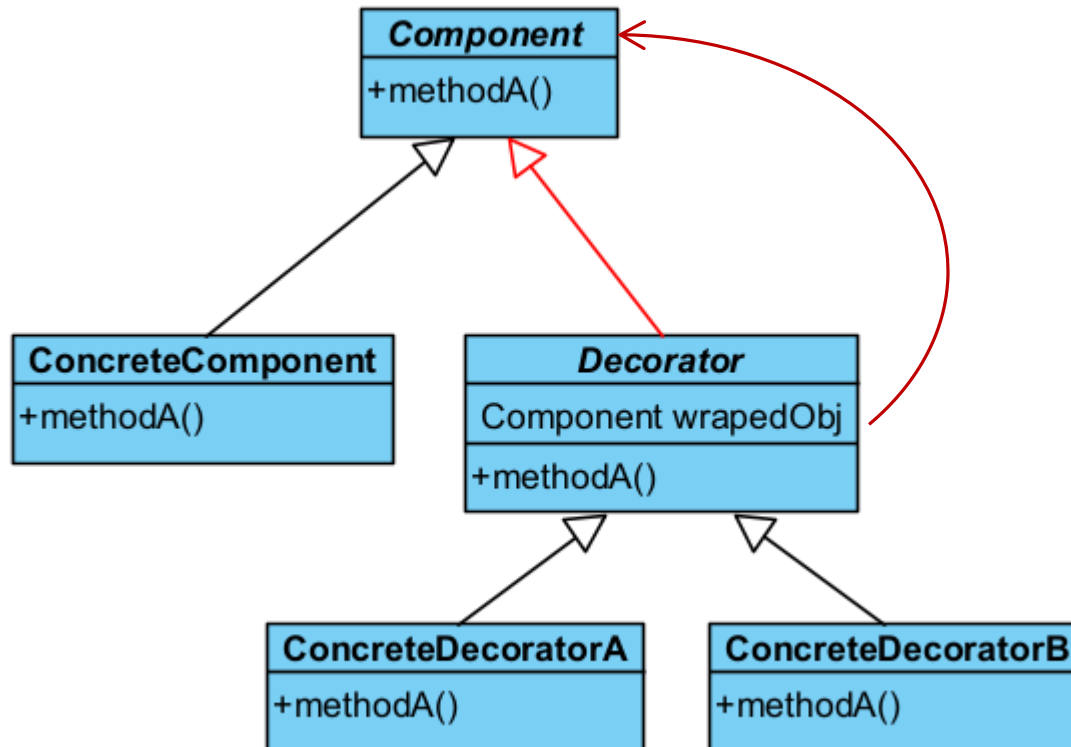 Component
+methodA()
ConcreteComponent
+methodA()
Decorator
Component wrapedObj
+methodA()
ConcreteDecoratorA
+methodA()
ConcreteDecoratorB
+methodA()